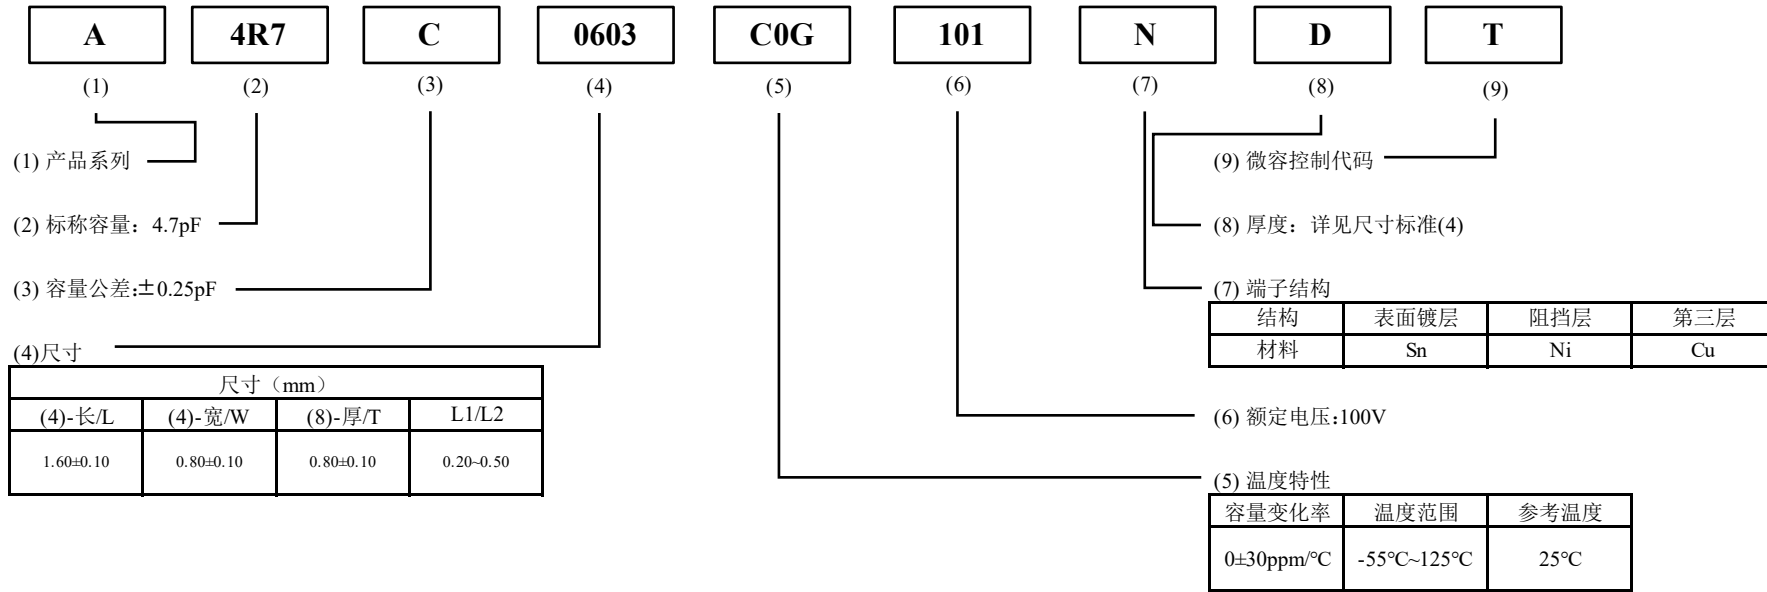 A 4R7 C 0603 C0G 101 N D T
(1) (2) (3) (4) (5) (6) (7) (8) (9)
(1) 产品系列
(2) 标称容量：4.7pF
(3) 容量公差:±0.25pF
(4)尺寸
尺寸（mm）
(4)-长/L (4)-宽/W (8)-厚/T L1/L2
1.60±0.10 0.80±0.10 0.80±0.10 0.20~0.50
(9) 微容控制代码
(8) 厚度：详见尺寸标准(4)
(7) 端子结构
结构 表面镀层 阻挡层 第三层
材料 Sn Ni Cu
(6) 额定电压:100V
(5) 温度特性
容量变化率 温度范围 参考温度
0±30ppm/℃ -55℃~125℃ 25℃